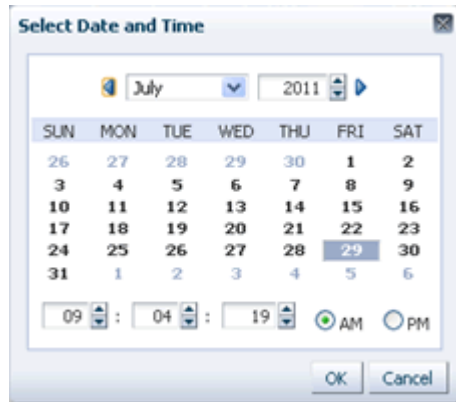 Select Date and Time
July 2011
SUN MON TUE WED THU FRI SAT
26 27 28 29 30 1 2
3 4 5 6 7 8 9
10 11 12 13 14 15 16
17 18 19 20 21 22 23
24 25 26 27 28 29 30
31 1 2 3 4 5 6
09 : 04 : 19 AM PM
OK Cancel